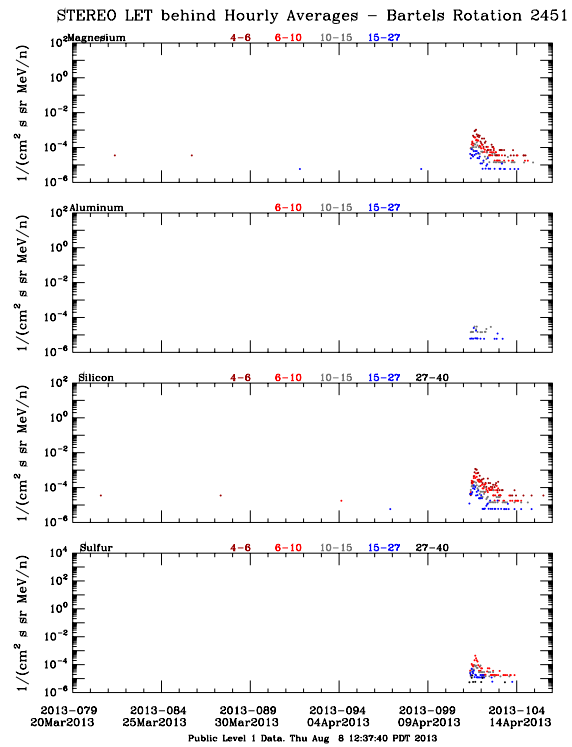 STEREO LET behind Hourly Averages – Bartels Rotation 2451
Magnesium 4–6 6–10 10–15 15–27
10² 10⁰ 10⁻² 10⁻⁴ 10⁻⁶
1/(cm² s sr MeV/n)
Aluminum 6–10 10–15 15–27
10² 10⁰ 10⁻² 10⁻⁴ 10⁻⁶
1/(cm² s sr MeV/n)
Silicon 4–6 6–10 10–15 15–27 27–40
10² 10⁰ 10⁻² 10⁻⁴ 10⁻⁶
1/(cm² s sr MeV/n)
Sulfur 4–6 6–10 10–15 15–27 27–40
10⁴ 10² 10⁰ 10⁻² 10⁻⁴ 10⁻⁶
1/(cm² s sr MeV/n)
2013–079 2013–084 2013–089 2013–094 2013–099 2013–104
20Mar2013 25Mar2013 30Mar2013 04Apr2013 09Apr2013 14Apr2013
Public Level 1 Data. Thu Aug 8 12:37:40 PDT 2013